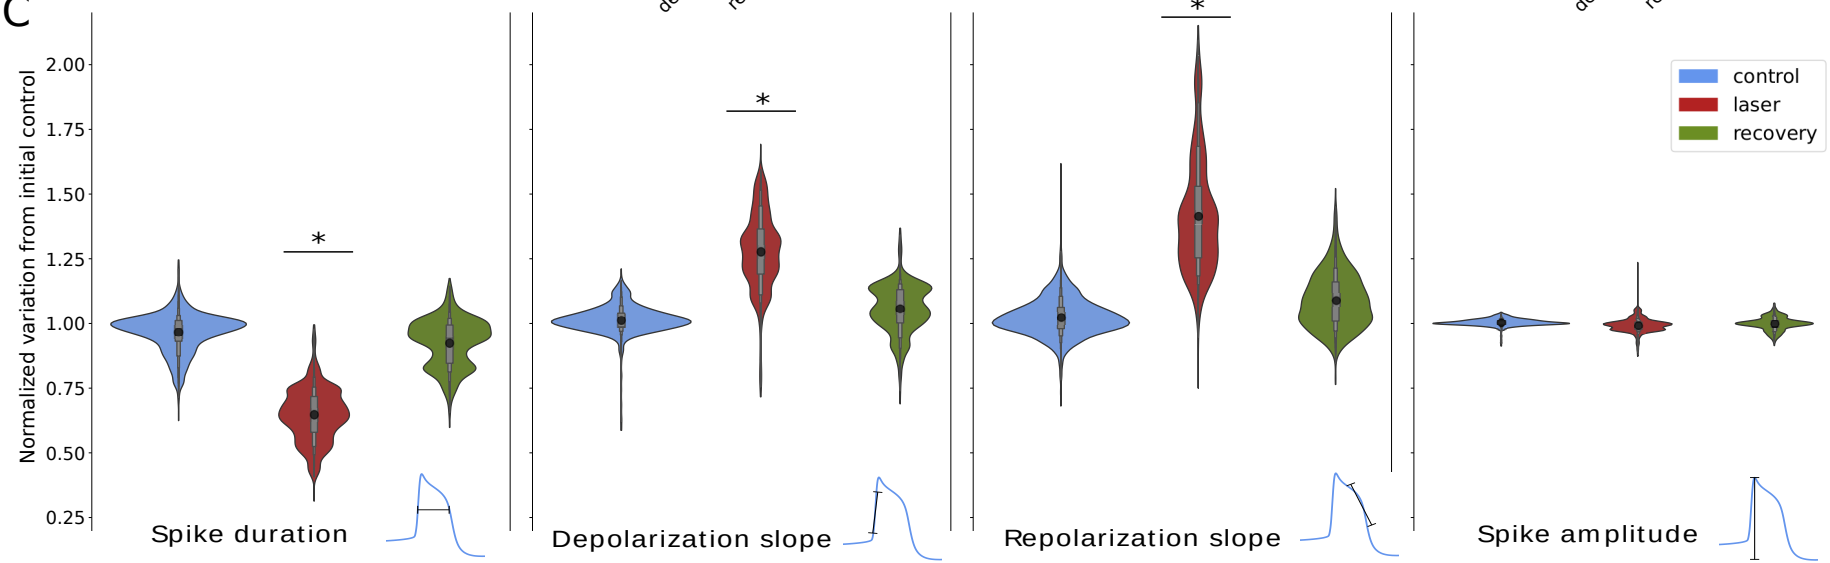 C
*
2.00
1.75
1.50
1.25
1.00
0.75
0.50
0.25
Normalized variation from initial control
*
*
control
laser
recovery
Spike duration
Depolarization slope
Repolarization slope
Spike amplitude